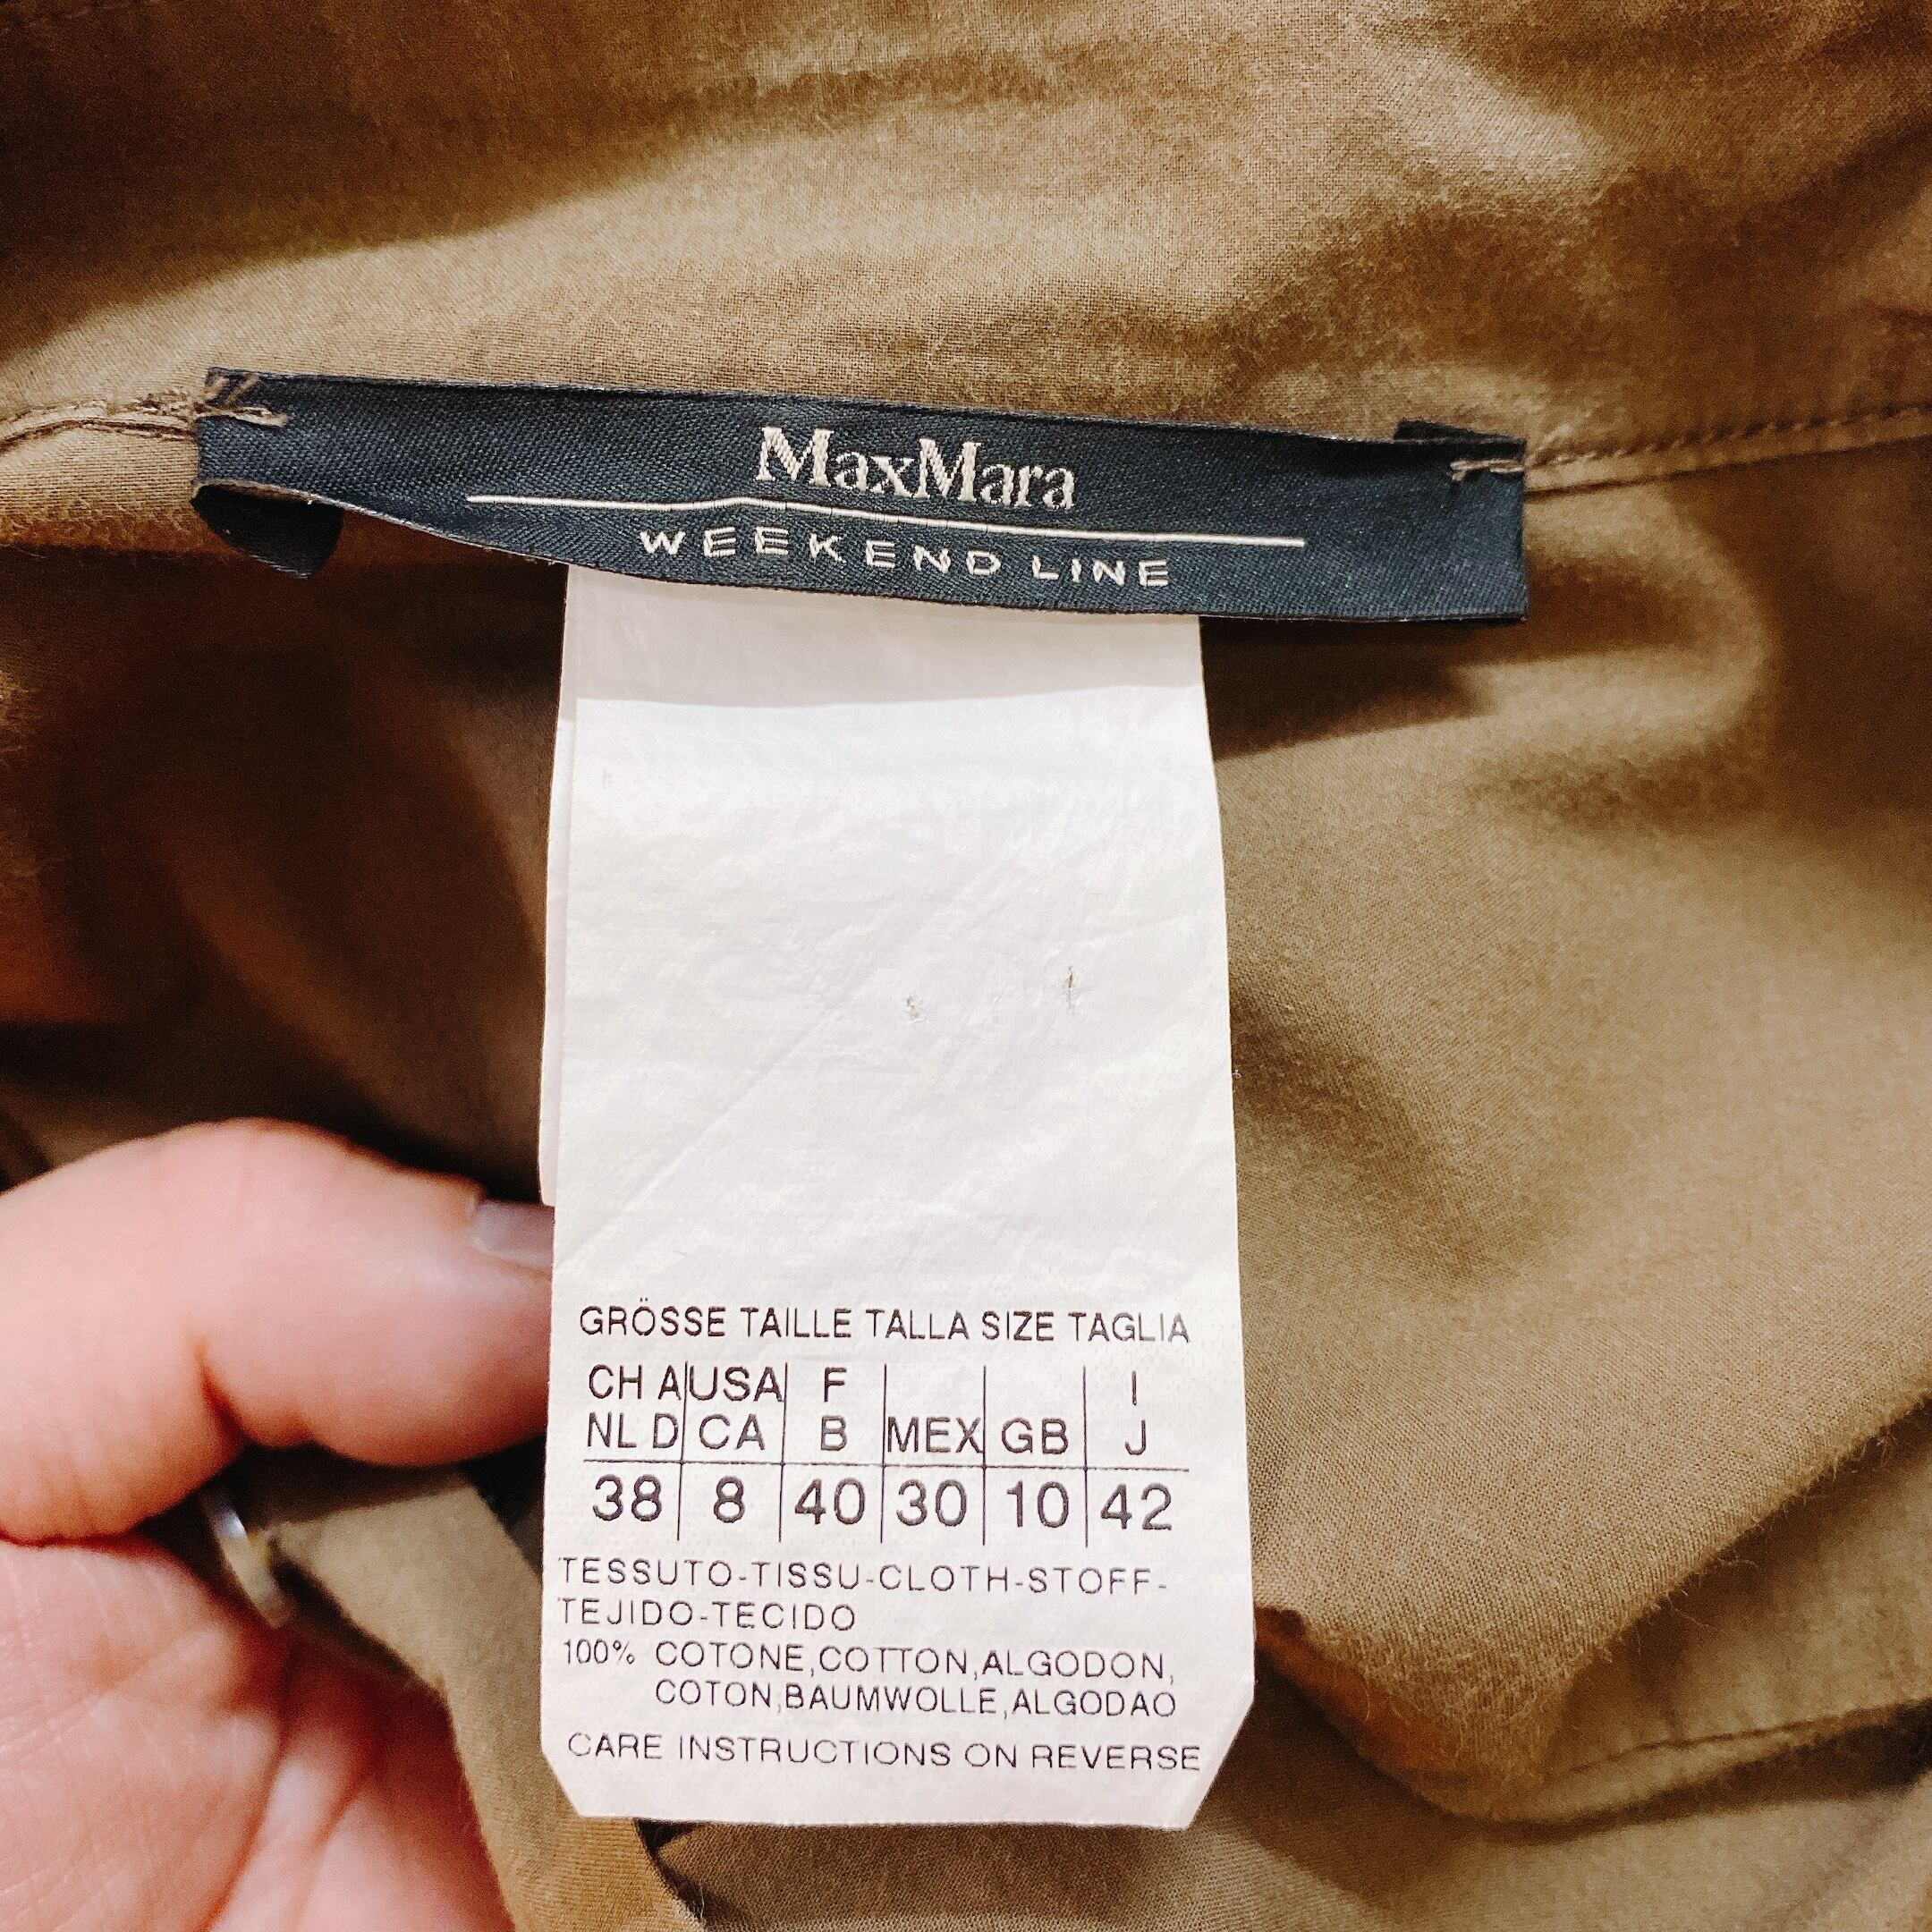 MaxMara
WEEKEND LINE
GRÖSSE TAILLE TALLA SIZE TAGLIA
CH A USA F I
NL D CA B MEX GB J
38 8 40 30 10 42
TESSUTO-TISSU-CLOTH-STOFF-
TEJIDO-TECIDO
100% COTONE,COTTON,ALGODON,
COTON,BAUMWOLLE,ALGODAO
CARE INSTRUCTIONS ON REVERSE